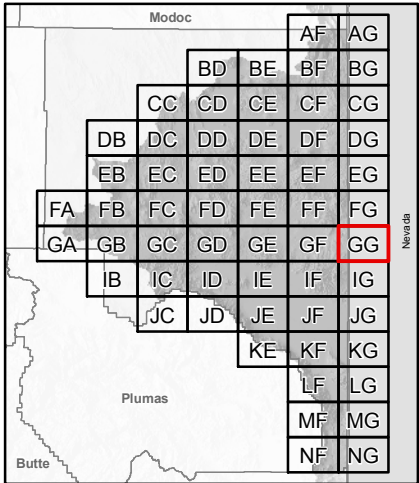 Modoc
AF AG
BD BE BF BG
CC CD CE CF CG
DB DC DD DE DF DG
EB EC ED EE EF EG
FA FB FC FD FE FF FG
GA GB GC GD GE GF GG
Nevada
IB IC ID IE IF IG
JC JD JE JF JG
KE KF KG
LF LG
Plumas
MF MG
Butte
NF NG